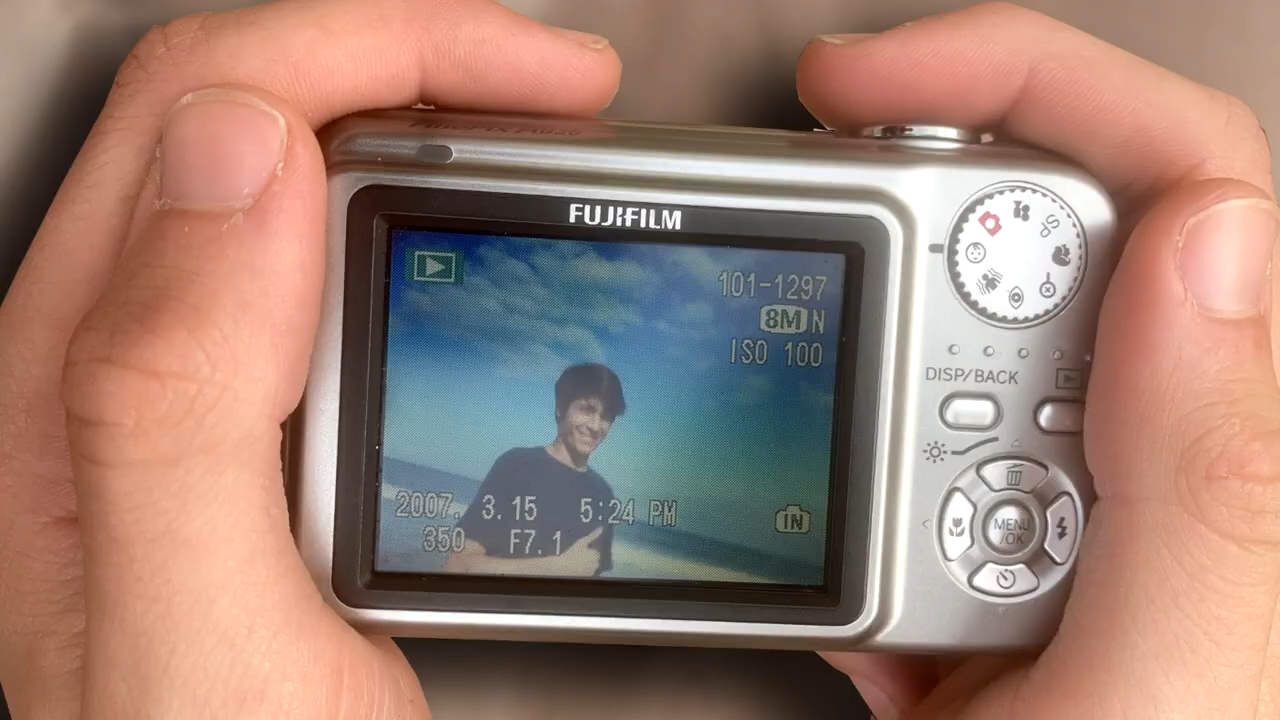 FUJIFILM
101-1297
8M N
ISO 100
2007. 3.15 5:24 PM
IN
350 F7.1
SP
DISP/BACK
MENU
/OK